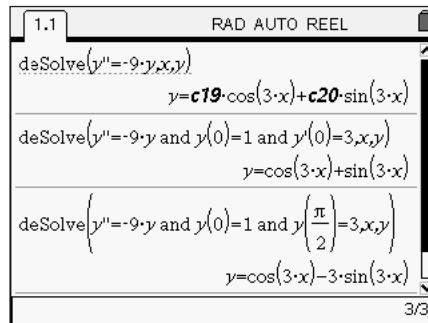 1.1 RAD AUTO REEL
deSolve(y''=-9·y,x,y)
y=c19·cos(3·x)+c20·sin(3·x)
deSolve(y''=-9·y and y(0)=1 and y'(0)=3,x,y)
y=cos(3·x)+sin(3·x)
deSolve(y''=-9·y and y(0)=1 and y(π/2)=3,x,y)
y=cos(3·x)-3·sin(3·x)
3/3